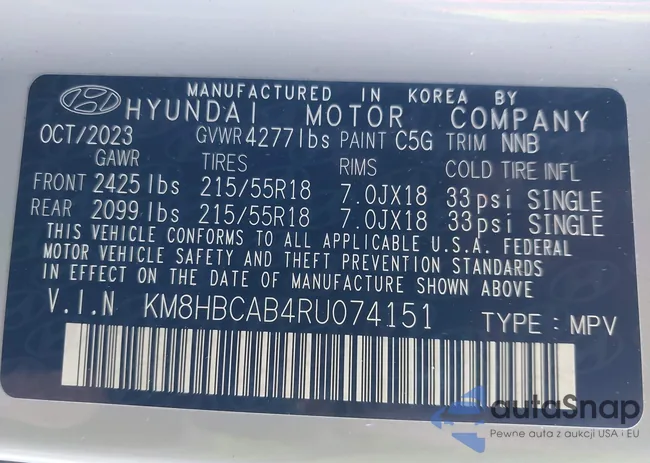 MANUFACTURED IN KOREA BY
HYUNDAI MOTOR COMPANY
OCT/2023 GVWR 4277lbs PAINT C5G TRIM NNB
GAWR TIRES RIMS COLD TIRE INFL
FRONT 2425lbs 215/55R18 7.0JX18 33psi SINGLE
REAR 2099lbs 215/55R18 7.0JX18 33psi SINGLE
THIS VEHICLE CONFORMS TO ALL APPLICABLE U.S.A. FEDERAL
MOTOR VEHICLE SAFETY AND THEFT PREVENTION STANDARDS
IN EFFECT ON THE DATE OF MANUFACTURE SHOWN ABOVE
V.I.N KM8HBCAB4RU074151 TYPE : MPV
autoSnap
Pewne auta z aukcji USA i EU